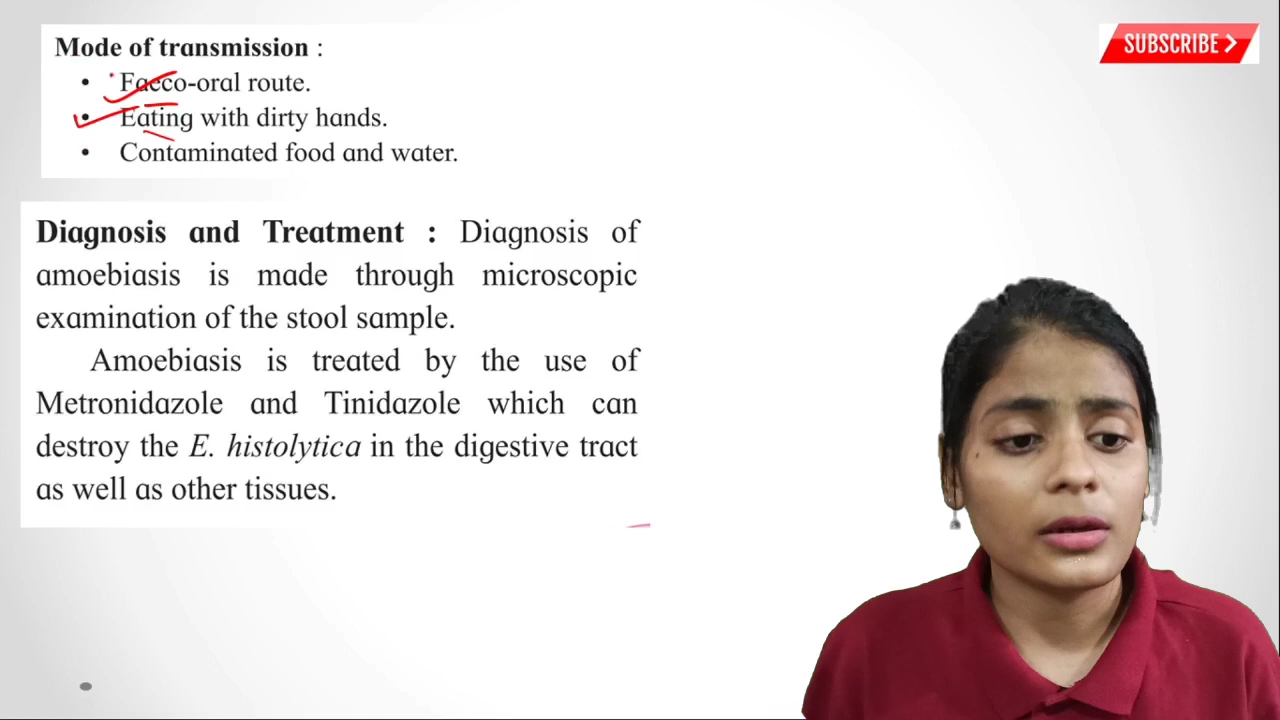 Mode of transmission :
• Faeco-oral route.
• Eating with dirty hands.
• Contaminated food and water.
SUBSCRIBE
Diagnosis and Treatment : Diagnosis of
amoebiasis is made through microscopic
examination of the stool sample.
Amoebiasis is treated by the use of
Metronidazole and Tinidazole which can
destroy the E. histolytica in the digestive tract
as well as other tissues.